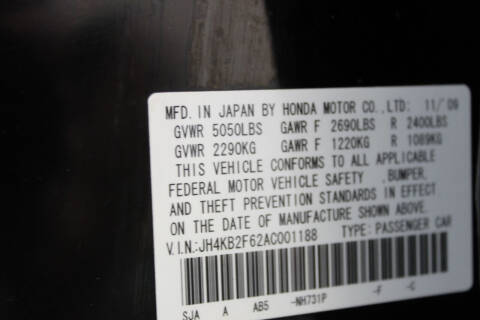 MFD. IN JAPAN BY HONDA MOTOR CO., LTD: 11/09
GVWR 5050LBS GAWR F 2690LBS R 2400LBS
GVWR 2290KG GAWR F 1220KG R 1089KG
THIS VEHICLE CONFORMS TO ALL APPLICABLE
FEDERAL MOTOR VEHICLE SAFETY ,BUMPER,
AND THEFT PREVENTION STANDARDS IN EFFECT
ON THE DATE OF MANUFACTURE SHOWN ABOVE.
V.I.N.:JH4KB2F62AC001188 TYPE: PASSENGER CAR
SJA A AB5 -NH731P -F -C